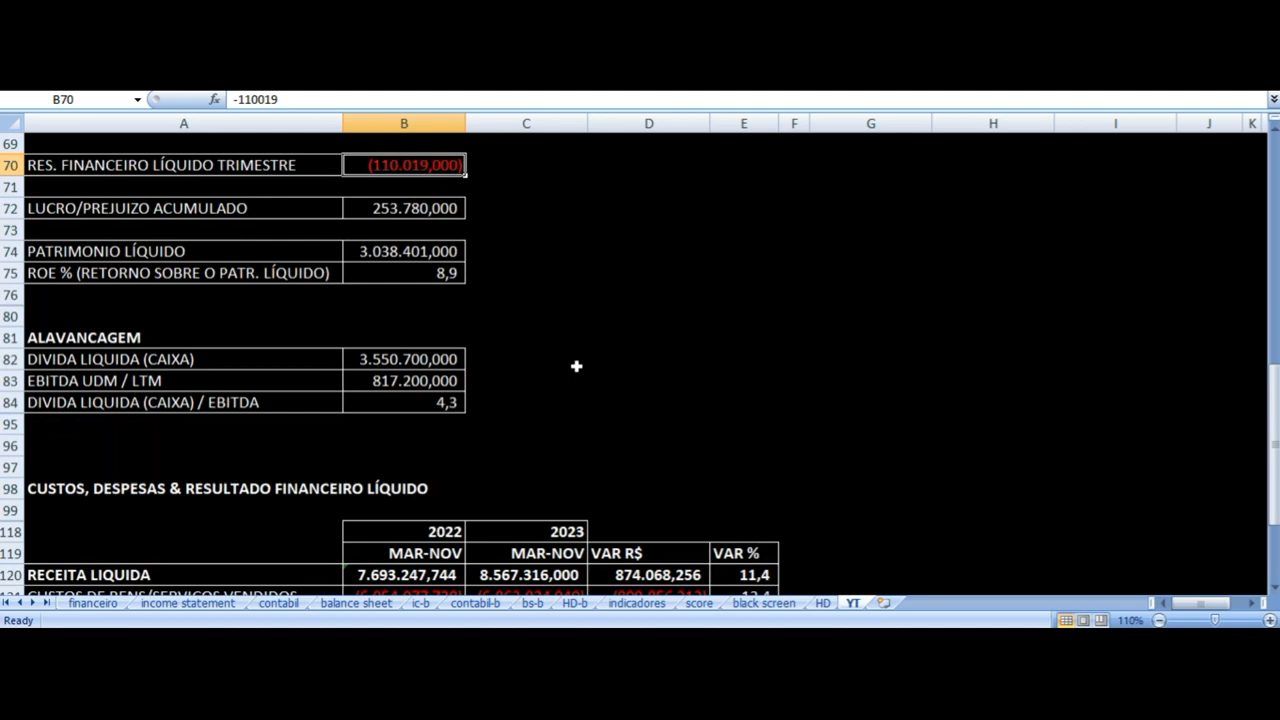 B70 -110019
A B C D E F G H I J K
69
70 RES. FINANCEIRO LÍQUIDO TRIMESTRE (110.019,000)
71
72 LUCRO/PREJUIZO ACUMULADO 253.780,000
73
74 PATRIMONIO LÍQUIDO 3.038.401,000
75 ROE % (RETORNO SOBRE O PATR. LÍQUIDO) 8,9
76
80
81 ALAVANCAGEM
82 DIVIDA LIQUIDA (CAIXA) 3.550.700,000
83 EBITDA UDM / LTM 817.200,000
84 DIVIDA LIQUIDA (CAIXA) / EBITDA 4,3
95
96
97
98 CUSTOS, DESPESAS & RESULTADO FINANCEIRO LÍQUIDO
99
118 2022 2023
119 MAR-NOV MAR-NOV VAR R$ VAR %
120 RECEITA LIQUIDA 7.693.247,744 8.567.316,000 874.068,256 11,4
financeiro income statement contabil balance sheet ic-b contabil-b bs-b HD-b indicadores score black screen HD YT
Ready 110%